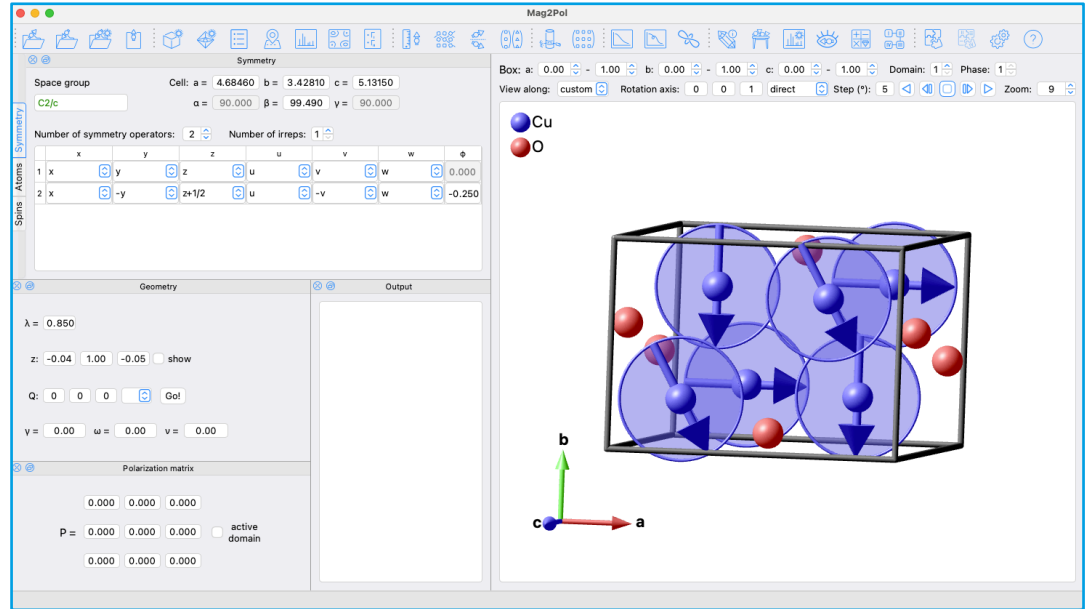 Mag2Pol
Symmetry
Space group
Cell: a = 4.68460 b = 3.42810 c = 5.13150
C2/c
α = 90.000 β = 99.490 γ = 90.000
Number of symmetry operators: 2 Number of irreps: 1
x y z u v w ϕ
1 x y z u v w 0.000
2 x -y z+1/2 u -v w -0.250
Symmetry
Atoms
Spins
Geometry
λ = 0.850
z: -0.04 1.00 -0.05 show
Q: 0 0 0 Go!
γ = 0.00 ω = 0.00 ν = 0.00
Polarization matrix
0.000 0.000 0.000
P = 0.000 0.000 0.000 active domain
0.000 0.000 0.000
Output
Box: a: 0.00 - 1.00 b: 0.00 - 1.00 c: 0.00 - 1.00 Domain: 1 Phase: 1
View along: custom Rotation axis: 0 0 1 direct Step (°): 5 Zoom: 9
Cu
O
b
c a